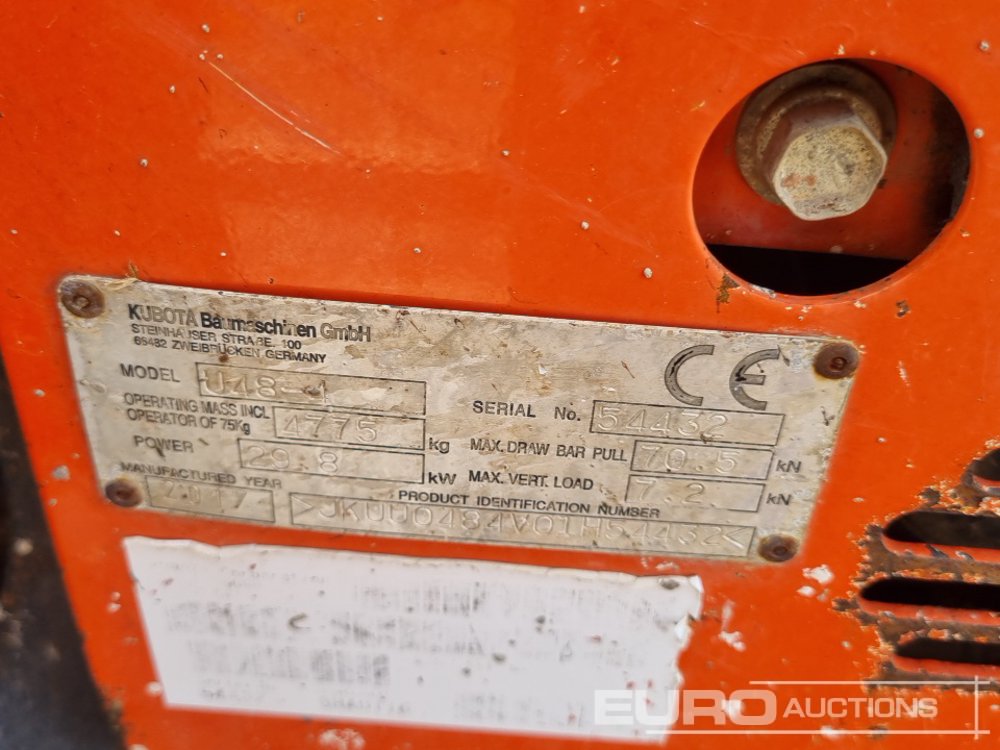 KUBOTA Baumaschinen GmbH
STEINHAUSER STRAßE. 100
66482 ZWEIBRÜCKEN GERMANY
MODEL U48-4
OPERATING MASS INCL.
OPERATOR OF 75Kg 4775 kg
POWER 29.8 kW
MANUFACTURED YEAR
2017
CE
SERIAL No. 54432
MAX. DRAW BAR PULL 70.5 kN
MAX. VERT. LOAD 7.2 kN
PRODUCT IDENTIFICATION NUMBER
>JKUU0484V01H54432<
EURO AUCTIONS